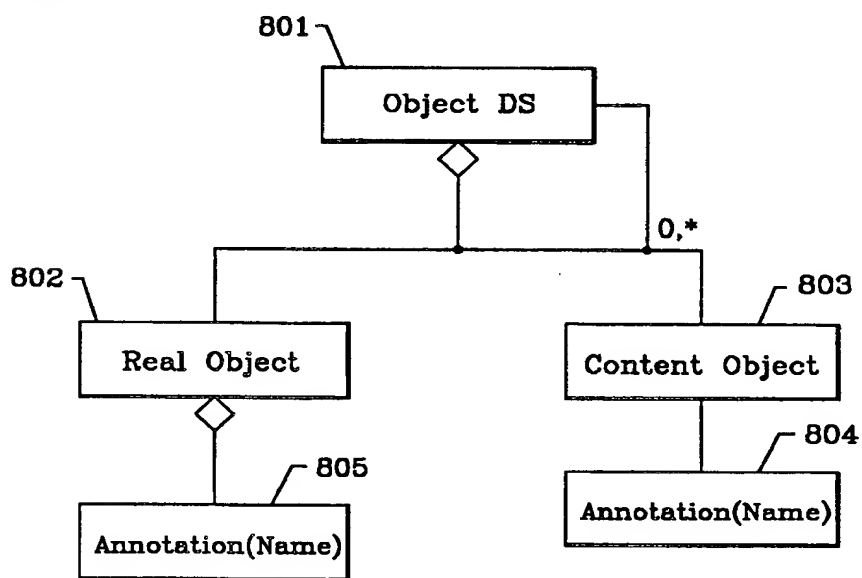 801
Object DS
0,*
802
803
Real Object
Content Object
805
804
Annotation(Name)
Annotation(Name)